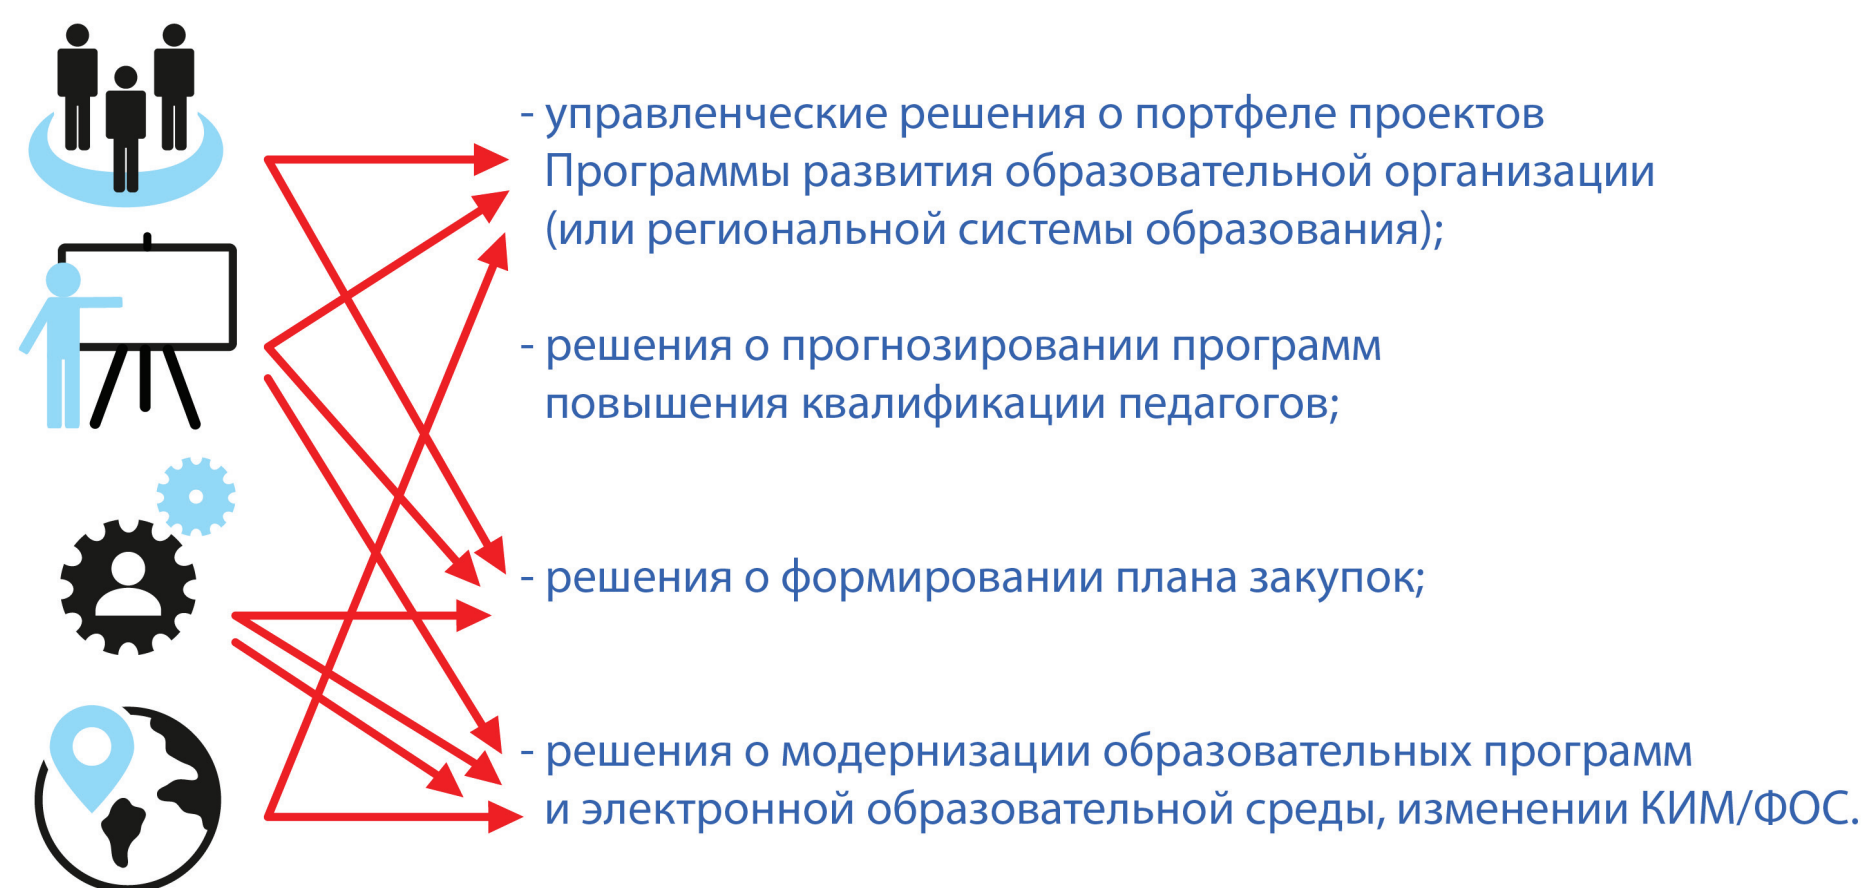 - управленческие решения о портфеле проектов
Программы развития образовательной организации
(или региональной системы образования);
- решения о прогнозировании программ
повышения квалификации педагогов;
- решения о формировании плана закупок;
- решения о модернизации образовательных программ
и электронной образовательной среды, изменении КИМ/ФОС.